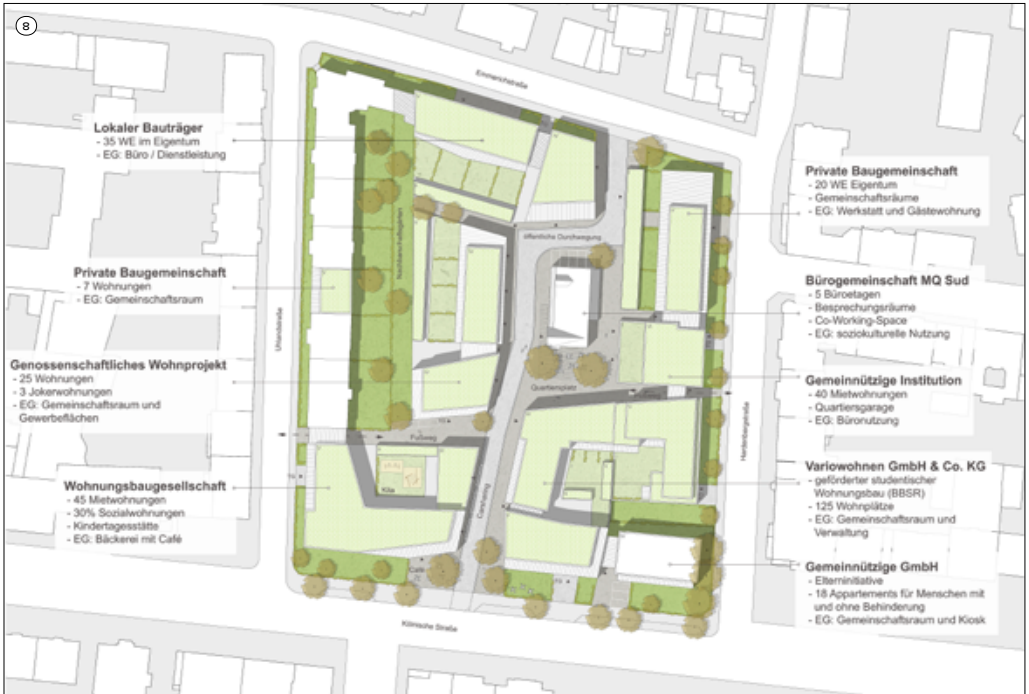 8
Emmerichstraße
Lokaler Bauträger
- 35 WE im Eigentum
- EG: Büro / Dienstleistung
Private Baugemeinschaft
- 7 Wohnungen
- EG: Gemeinschaftsraum
Genossenschaftliches Wohnprojekt
- 25 Wohnungen
- 3 Jokerwohnungen
- EG: Gemeinschaftsraum und
Gewerbeflächen
Wohnungsbaugesellschaft
- 45 Mietwohnungen
- 30% Sozialwohnungen
- Kindertagesstätte
- EG: Bäckerei mit Café
Uhlandstraße
Nachbarschaftsgärten
öffentliche Durchwegung
Quartiersplatz
Fußweg
Kita
Carsharing
Café
Kölnische Straße
Hardenbergstraße
Private Baugemeinschaft
- 20 WE Eigentum
- Gemeinschaftsräume
- EG: Werkstatt und Gästewohnung
Bürogemeinschaft MQ Sud
- 5 Büroetagen
- Besprechungsräume
- Co-Working-Space
- EG: soziokulturelle Nutzung
Gemeinnützige Institution
- 40 Mietwohnungen
- Quartiersgarage
- EG: Büronutzung
Variowohnen GmbH & Co. KG
- geförderter studentischer
Wohnungsbau (BBSR)
- 125 Wohnplätze
- EG: Gemeinschaftsraum und
Verwaltung
Gemeinnützige GmbH
- Elterninitiative
- 18 Appartements für Menschen mit
und ohne Behinderung
- EG: Gemeinschaftsraum und Kiosk